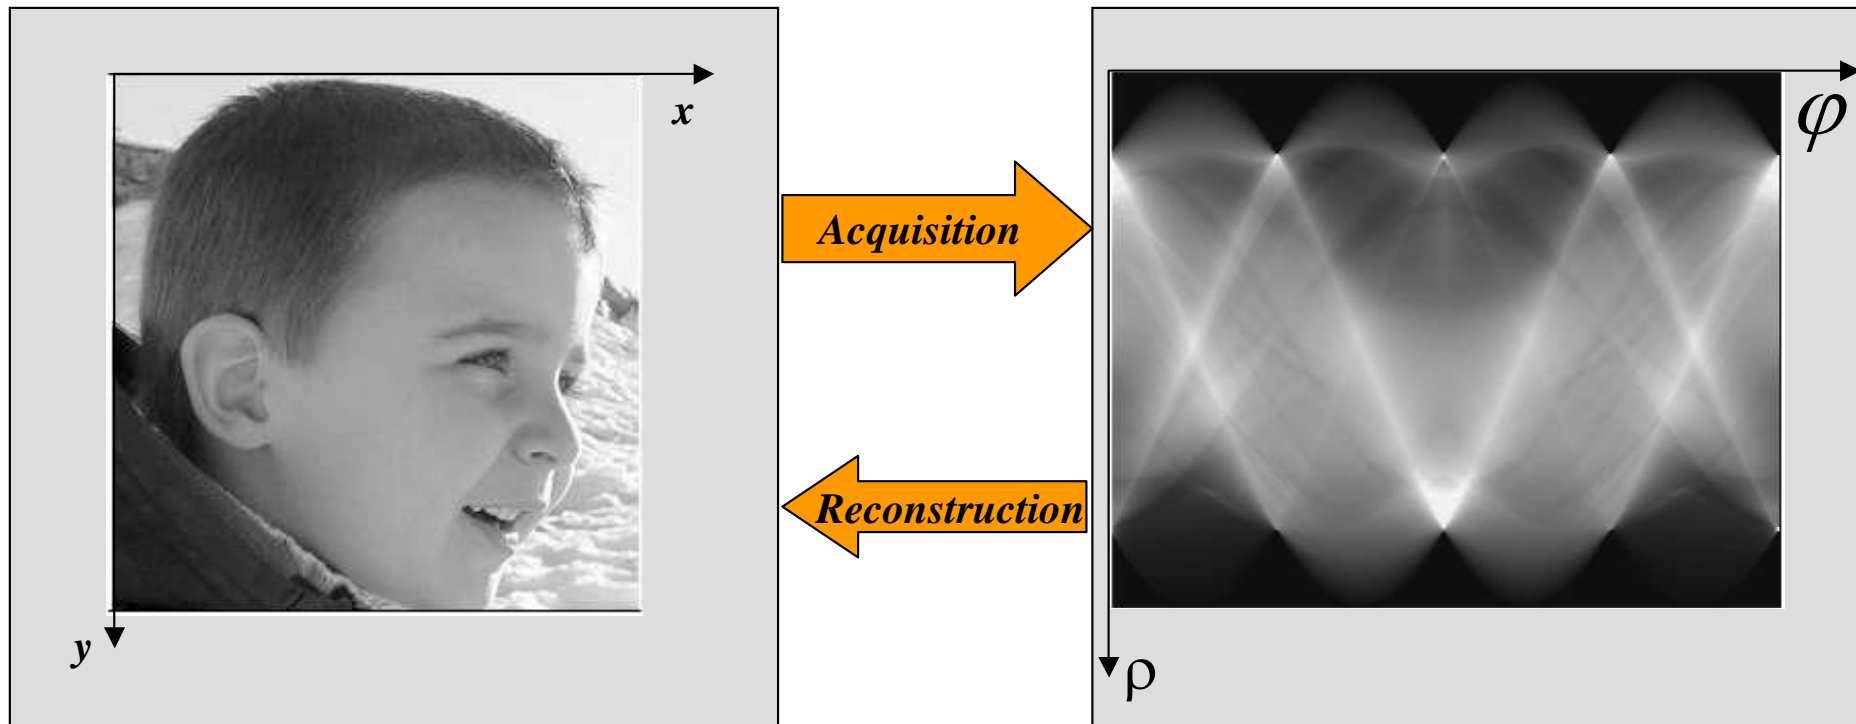 x
y
Acquisition
Reconstruction
φ
ρ